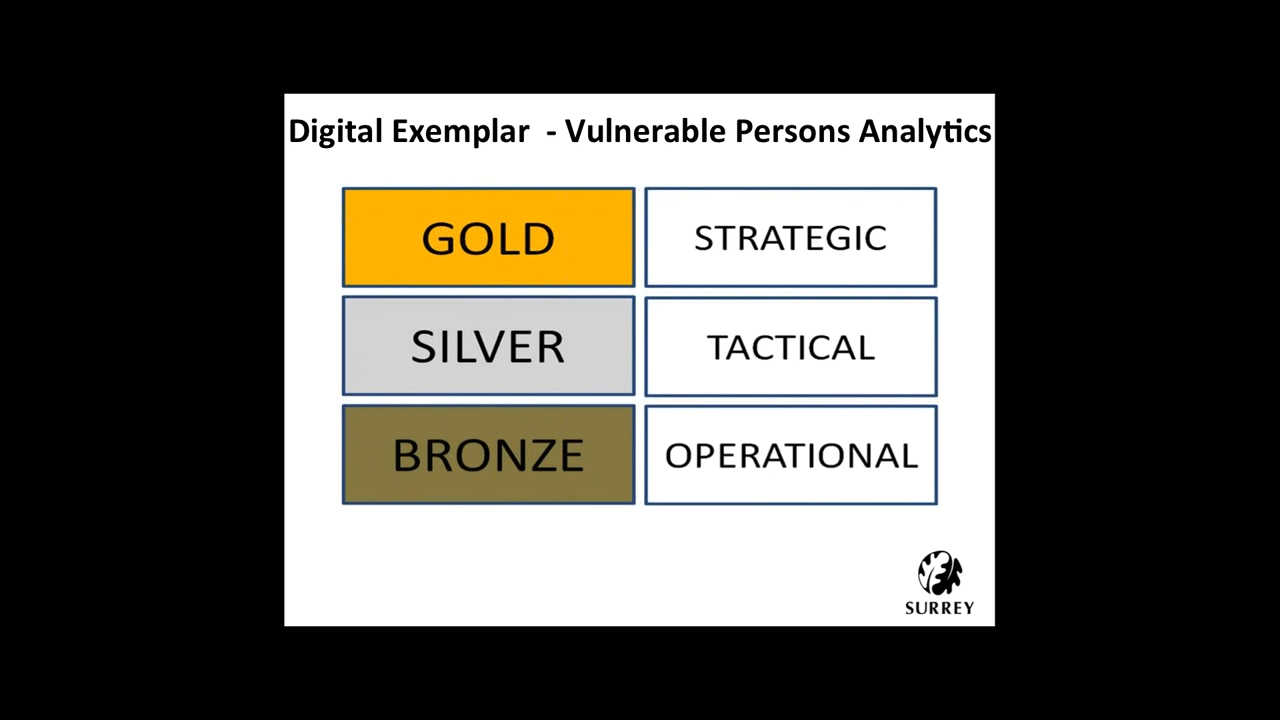 Digital Exemplar  - Vulnerable Persons Analytics
GOLD
STRATEGIC
SILVER
TACTICAL
BRONZE
OPERATIONAL
SURREY